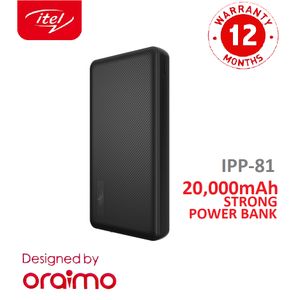 itel
WARRANTY
12
MONTHS
IPP-81
20,000mAh
STRONG
POWER BANK
Designed by
oraimo